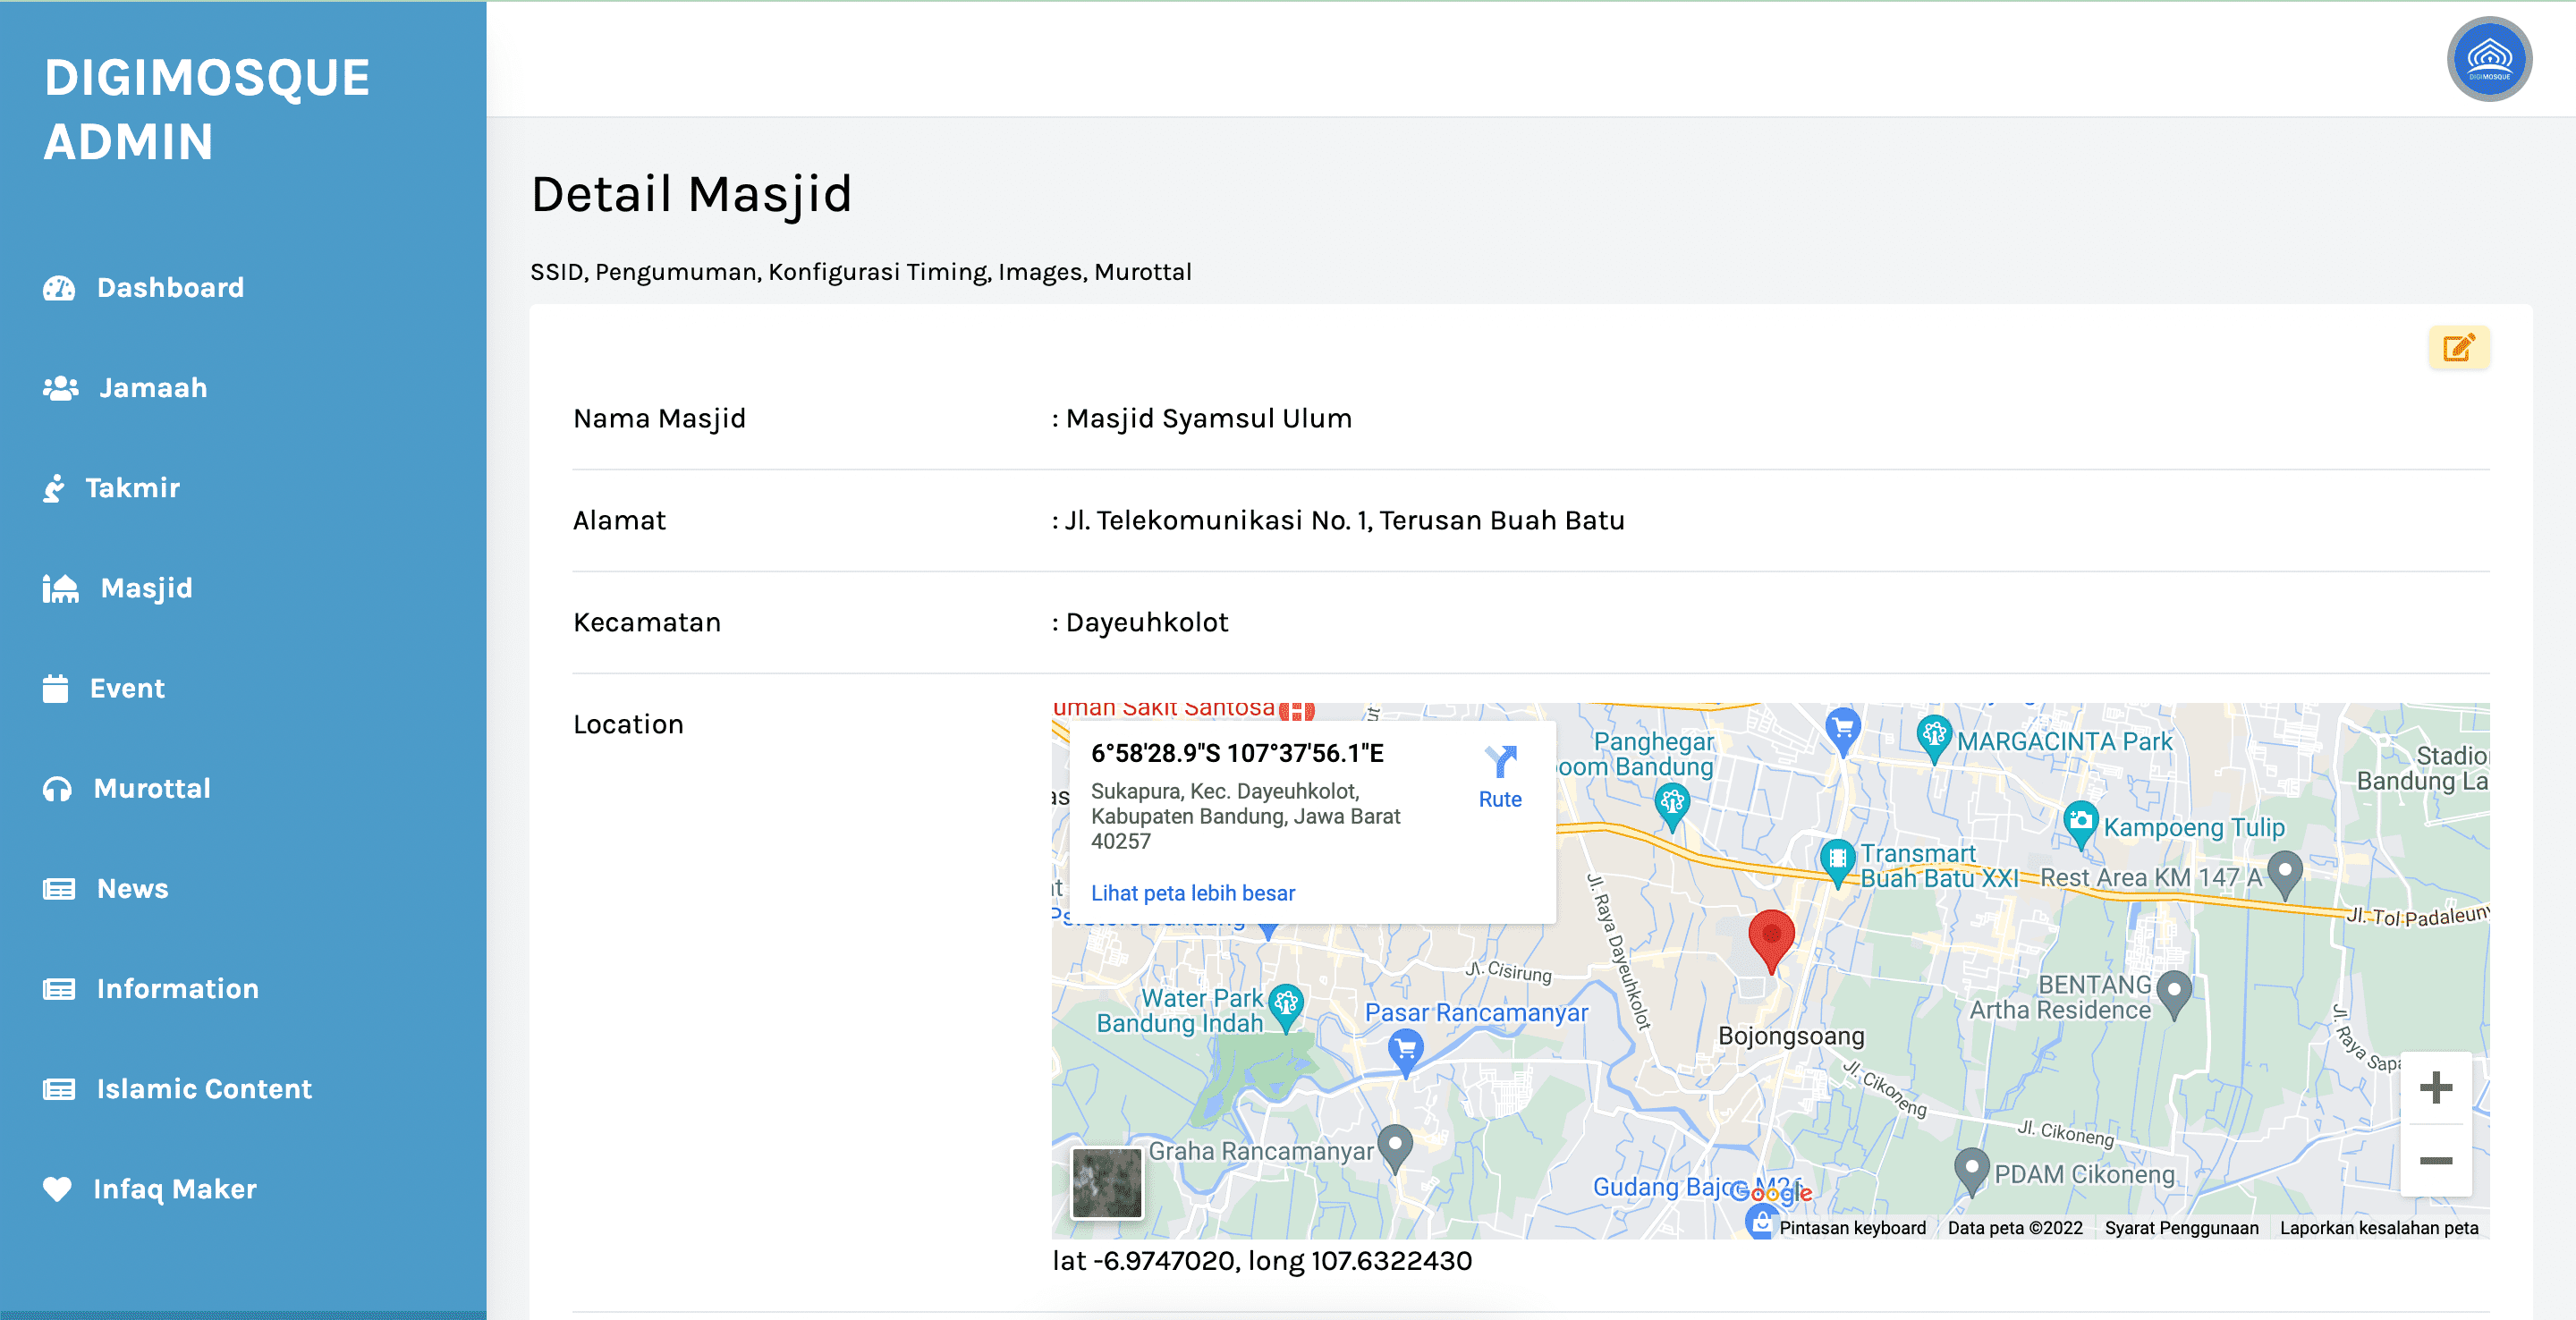 DIGIMOSQUE
ADMIN
Dashboard
Jamaah
Takmir
Masjid
Event
Murottal
News
Information
Islamic Content
Infaq Maker
DIGIMOSQUE
Detail Masjid
SSID, Pengumuman, Konfigurasi Timing, Images, Murottal
Nama Masjid : Masjid Syamsul Ulum
Alamat : Jl. Telekomunikasi No. 1, Terusan Buah Batu
Kecamatan : Dayeuhkolot
Location
uman Sakit Santosa
6°58'28.9"S 107°37'56.1"E
Sukapura, Kec. Dayeuhkolot,
Kabupaten Bandung, Jawa Barat
40257
Lihat peta lebih besar
Rute
Panghegar
oom Bandung
MARGACINTA Park
Stadio
Bandung La
Kampoeng Tulip
Transmart
Buah Batu XXI
Rest Area KM 147 A
Jl. Tol Padaleuny
Jl. Raya Dayeuhkolot
Jl. Cisirung
Water Park
Bandung Indah
Pasar Rancamanyar
BENTANG
Artha Residence
Bojongsoang
Jl. Raya Sapa
Jl. Cikoneng
Jl. Cikoneng
Graha Rancamanyar
PDAM Cikoneng
Gudang Bajoe
Google
Pintasan keyboard Data peta ©2022 Syarat Penggunaan Laporkan kesalahan peta
lat -6.9747020, long 107.6322430